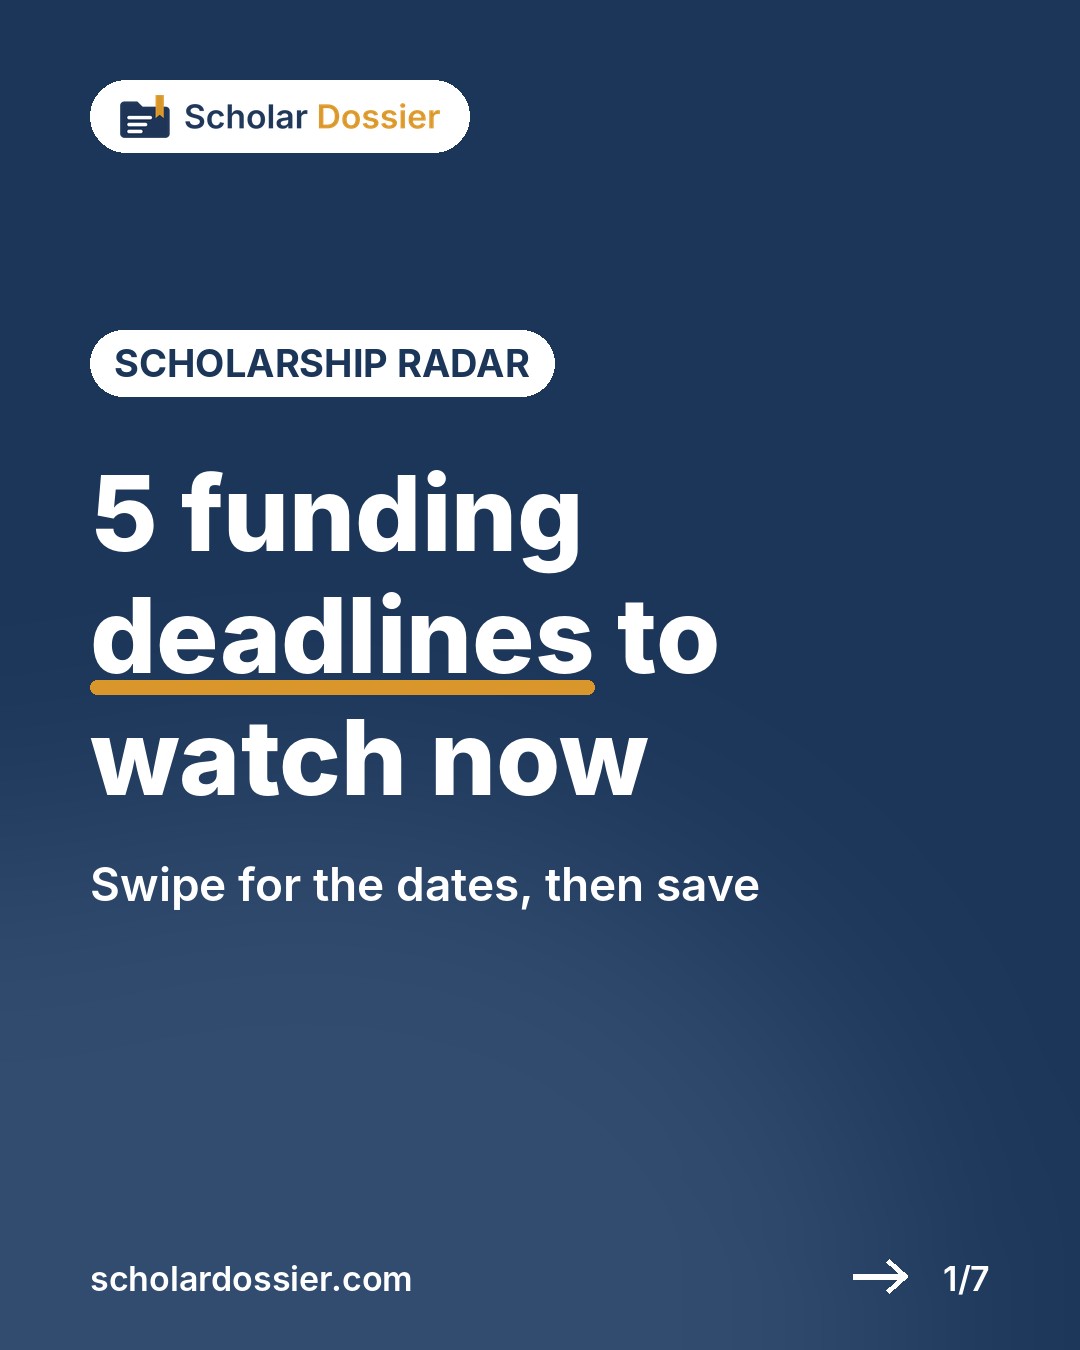 Scholar Dossier
SCHOLARSHIP RADAR
5 funding
deadlines to
watch now
Swipe for the dates, then save
scholardossier.com
1/7